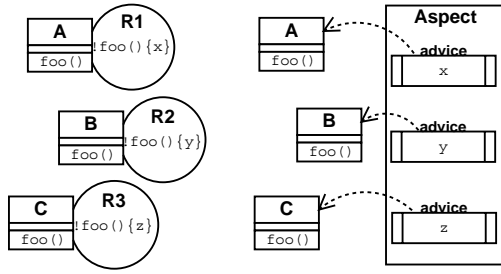 A
R1
!foo(){x}
foo()
B
R2
!foo(){y}
foo()
C
R3
!foo(){z}
foo()
A
foo()
B
foo()
C
foo()
Aspect
advice
x
advice
y
advice
z